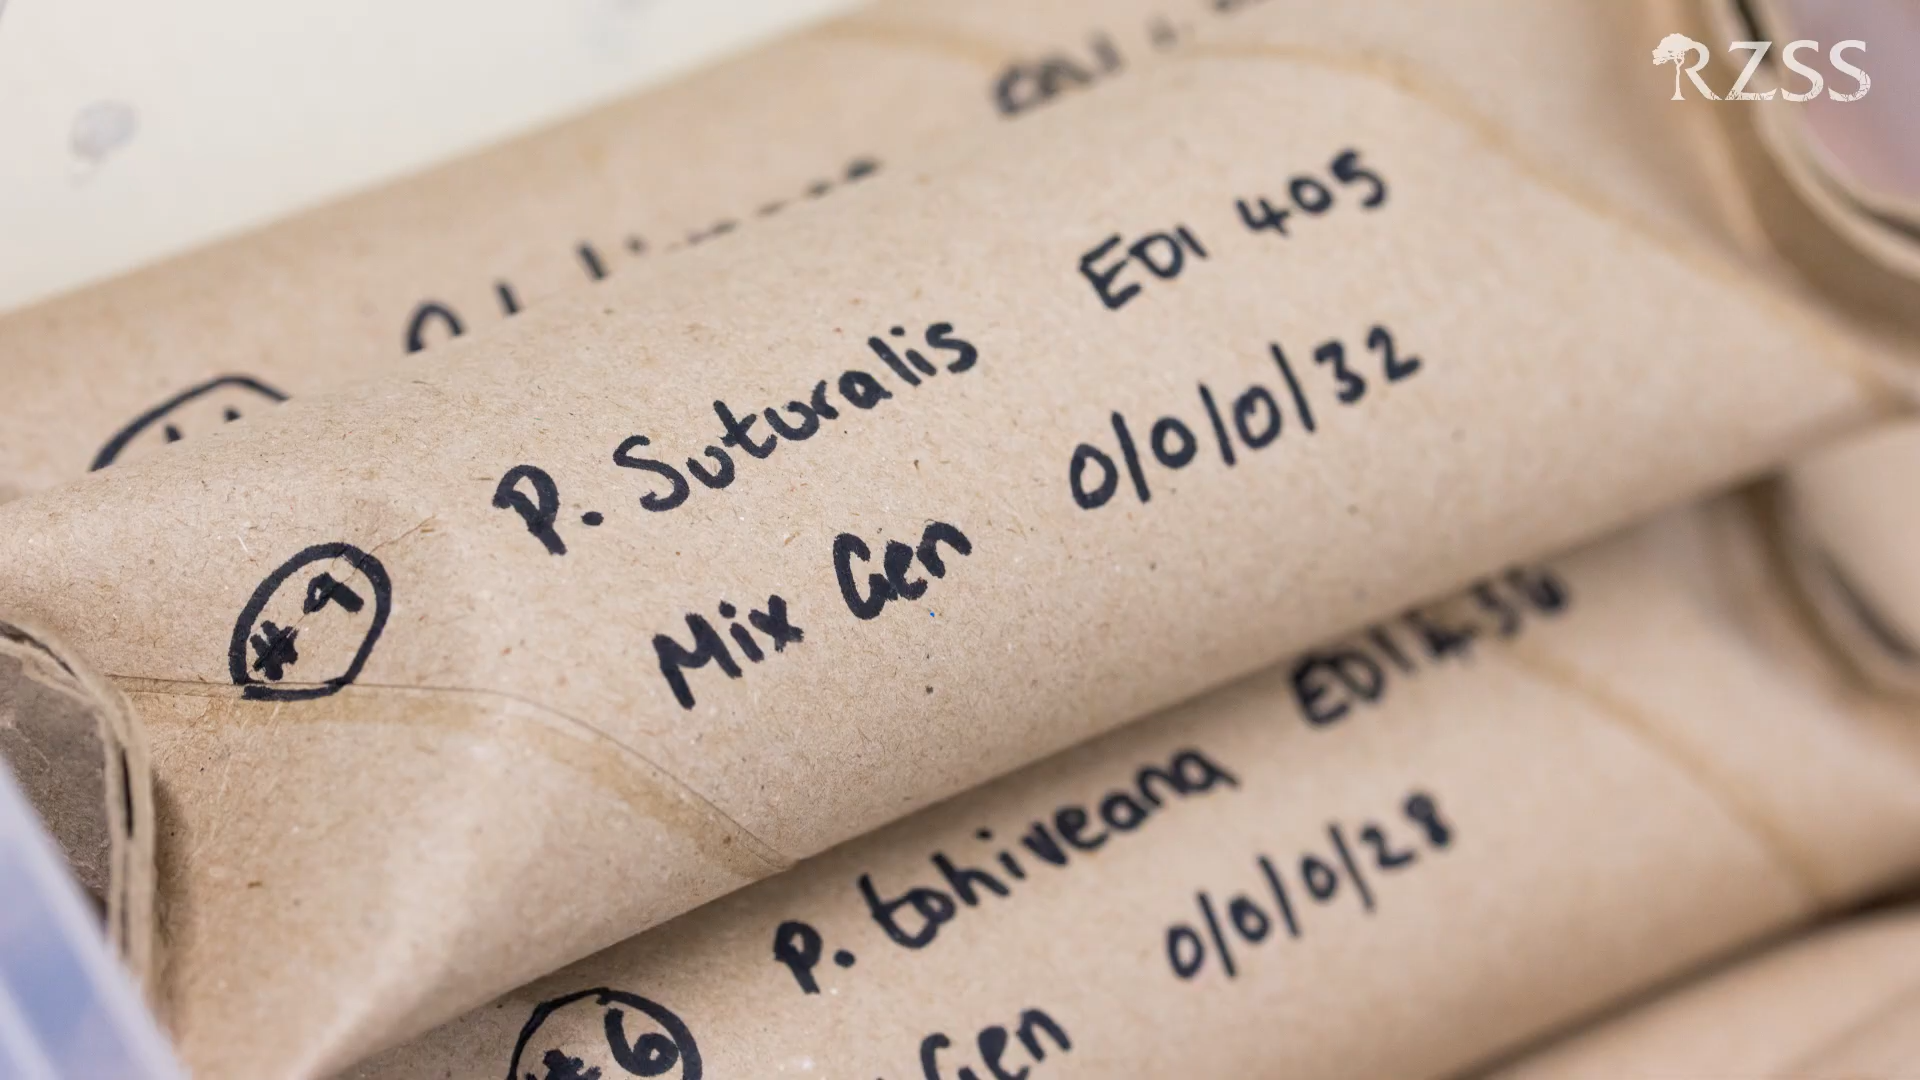 RZSS
EDI 405
P. Suturalis
0/0/0/32
Mix Gen
#9
EDI 430
P. tohiveana
0/0/0/28
Gen
#6